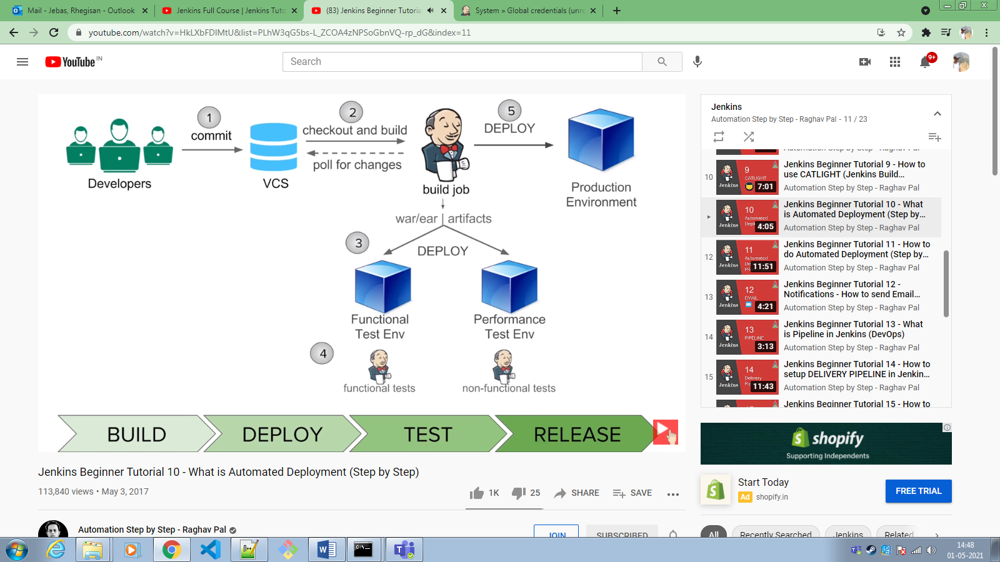 Mail - Jebas, Rhegisan - Outlook
Jenkins Full Course | Jenkins Tuto
(83) Jenkins Beginner Tutoria
System » Global credentials (unre
youtube.com/watch?v=HkLXbFDIMtU&list=PLhW3qG5bs-L_ZCOA4zNPSoGbnVQ-rp_dG&index=11
YouTube IN
Search
9+
1
commit
2
checkout and build
poll for changes
5
DEPLOY
Developers
VCS
build job
Production
Environment
war/ear | artifacts
3
DEPLOY
Functional
Test Env
Performance
Test Env
4
functional tests
non-functional tests
BUILD
DEPLOY
TEST
RELEASE
Jenkins Beginner Tutorial 10 - What is Automated Deployment (Step by Step)
113,840 views • May 3, 2017
1K
25
SHARE
SAVE
Automation Step by Step - Raghav Pal
JOIN
SUBSCRIBED
Jenkins
Automation Step by Step - Raghav Pal - 11 / 23
Automation Step by Step - Raghav Pal
10
9
CATLIGHT
Jenkins
7:01
Jenkins Beginner Tutorial 9 - How to
use CATLIGHT (Jenkins Build...
Automation Step by Step - Raghav Pal
10
Automated
Jenkins
4:05
Jenkins Beginner Tutorial 10 - What
is Automated Deployment (Step by...
Automation Step by Step - Raghav Pal
12
11
Automated
Jenkins
11:51
Jenkins Beginner Tutorial 11 - How to
do Automated Deployment (Step by...
Automation Step by Step - Raghav Pal
13
12
EMAIL
Jenkins
4:21
Jenkins Beginner Tutorial 12 -
Notifications - How to send Email...
Automation Step by Step - Raghav Pal
14
13
PIPELINE
Jenkins
3:13
Jenkins Beginner Tutorial 13 - What
is Pipeline in Jenkins (DevOps)
Automation Step by Step - Raghav Pal
15
14
Delivery
Jenkins
11:43
Jenkins Beginner Tutorial 14 - How to
setup DELIVERY PIPELINE in Jenkin...
Automation Step by Step - Raghav Pal
Jenkins Beginner Tutorial 15 - How to
shopify
Supporting Independents
Start Today
Ad shopify.in
FREE TRIAL
All
Recently Searched
Jenkins
Related
14:48
01-05-2021